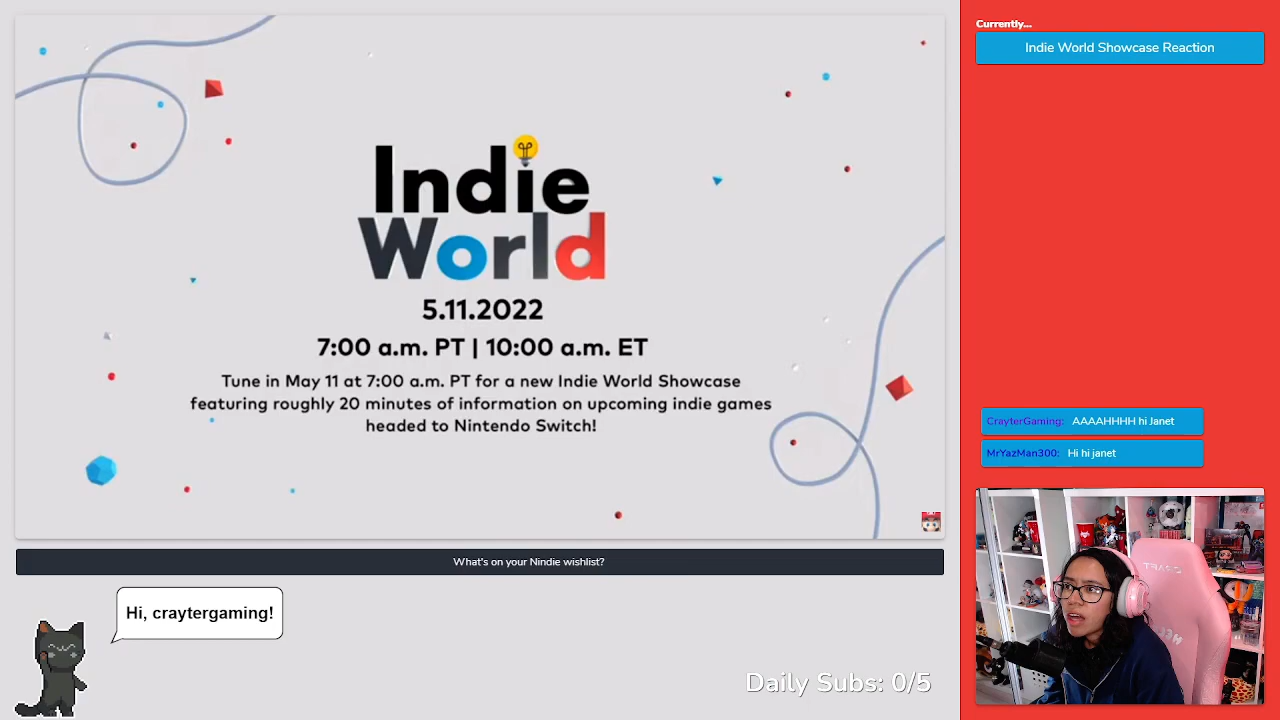 Currently...
Indie World Showcase Reaction
Indie
World
5.11.2022
7:00 a.m. PT | 10:00 a.m. ET
Tune in May 11 at 7:00 a.m. PT for a new Indie World Showcase
featuring roughly 20 minutes of information on upcoming indie games
headed to Nintendo Switch!
CrayterGaming: AAAAHHHH hi Janet
MrYazMan300: Hi hi janet
What's on your Nindie wishlist?
Hi, craytergaming!
Daily Subs: 0/5